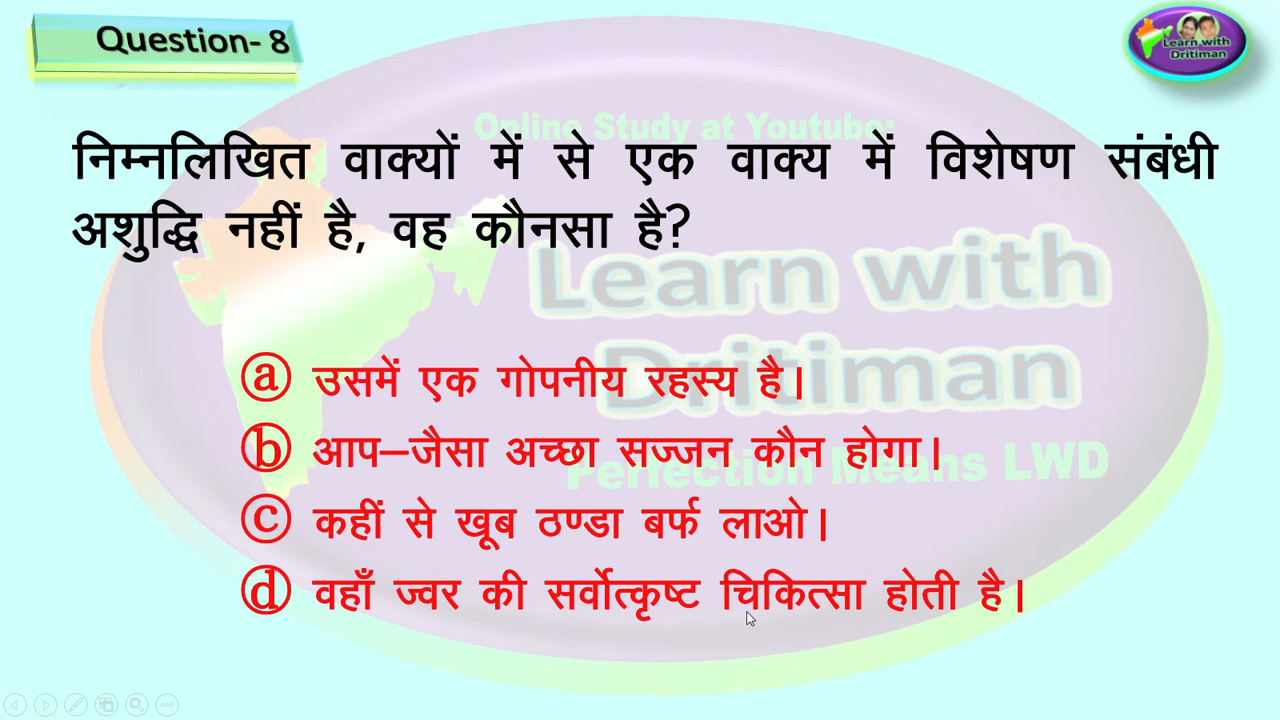 Question- 8
Learn with
Dritiman
Online Study at Youtube:
निम्नलिखित वाक्यों में से एक वाक्य में विशेषण संबंधी
अशुद्धि नहीं है, वह कौनसा है?
Learn with
Dritiman
Perfection Means LWD
ⓐ उसमें एक गोपनीय रहस्य है।
ⓑ आप–जैसा अच्छा सज्जन कौन होगा।
ⓒ कहीं से खूब ठण्डा बर्फ लाओ।
ⓓ वहाँ ज्वर की सर्वोत्कृष्ट चिकित्सा होती है।